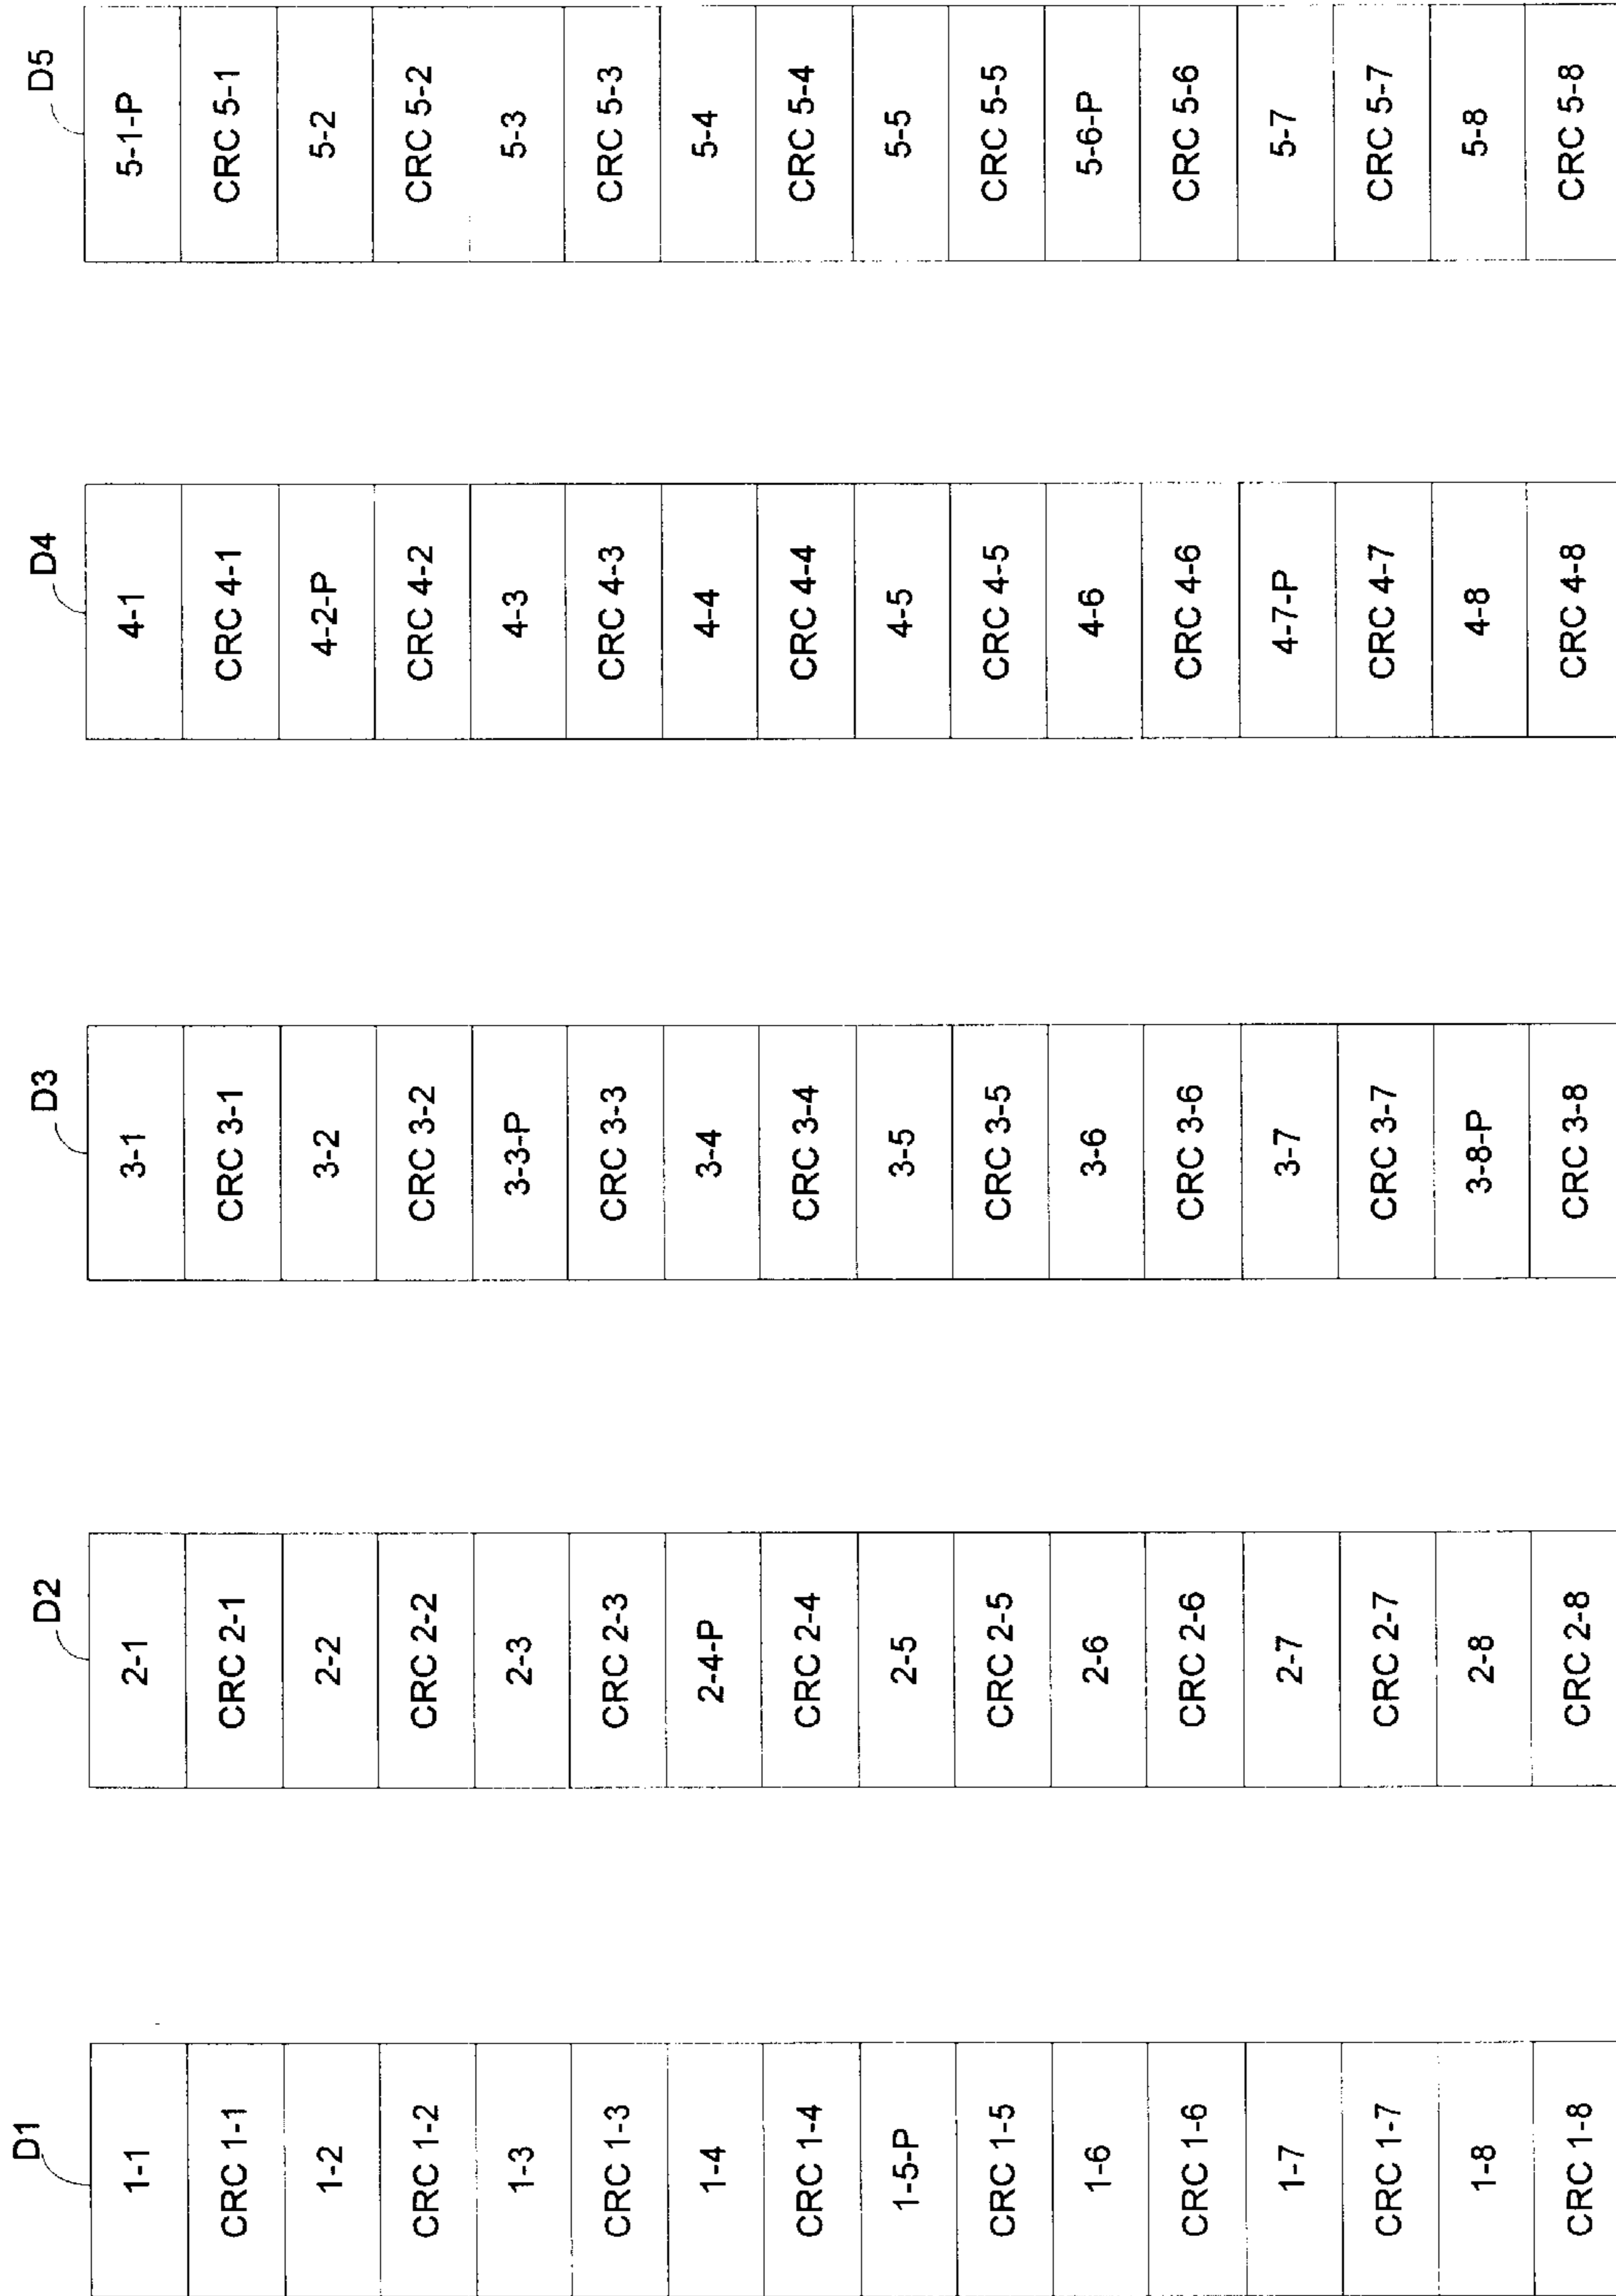 D1
1-1
CRC 1-1
1-2
CRC 1-2
1-3
CRC 1-3
1-4
CRC 1-4
1-5-P
CRC 1-5
1-6
CRC 1-6
1-7
CRC 1-7
1-8
CRC 1-8
D2
2-1
CRC 2-1
2-2
CRC 2-2
2-3
CRC 2-3
2-4-P
CRC 2-4
2-5
CRC 2-5
2-6
CRC 2-6
2-7
CRC 2-7
2-8
CRC 2-8
D3
3-1
CRC 3-1
3-2
CRC 3-2
3-3-P
CRC 3-3
3-4
CRC 3-4
3-5
CRC 3-5
3-6
CRC 3-6
3-7
CRC 3-7
3-8-P
CRC 3-8
D4
4-1
CRC 4-1
4-2-P
CRC 4-2
4-3
CRC 4-3
4-4
CRC 4-4
4-5
CRC 4-5
4-6
CRC 4-6
4-7-P
CRC 4-7
4-8
CRC 4-8
D5
5-1-P
CRC 5-1
5-2
CRC 5-2
5-3
CRC 5-3
5-4
CRC 5-4
5-5
CRC 5-5
5-6-P
CRC 5-6
5-7
CRC 5-7
5-8
CRC 5-8